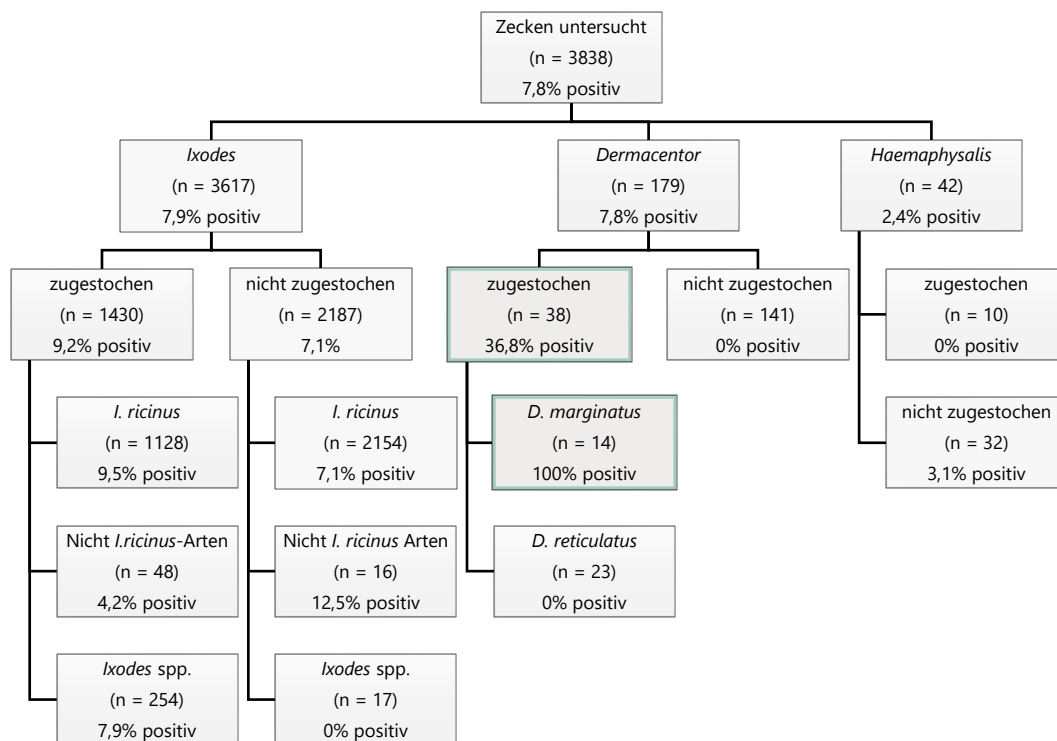 Zecken untersucht
(n = 3838)
7,8% positiv
Ixodes
(n = 3617)
7,9% positiv
Dermacentor
(n = 179)
7,8% positiv
Haemaphysalis
(n = 42)
2,4% positiv
zugestochen
(n = 1430)
9,2% positiv
nicht zugestochen
(n = 2187)
7,1%
zugestochen
(n = 38)
36,8% positiv
nicht zugestochen
(n = 141)
0% positiv
zugestochen
(n = 10)
0% positiv
I. ricinus
(n = 1128)
9,5% positiv
I. ricinus
(n = 2154)
7,1% positiv
D. marginatus
(n = 14)
100% positiv
nicht zugestochen
(n = 32)
3,1% positiv
Nicht I.ricinus-Arten
(n = 48)
4,2% positiv
Nicht I. ricinus Arten
(n = 16)
12,5% positiv
D. reticulatus
(n = 23)
0% positiv
Ixodes spp.
(n = 254)
7,9% positiv
Ixodes spp.
(n = 17)
0% positiv